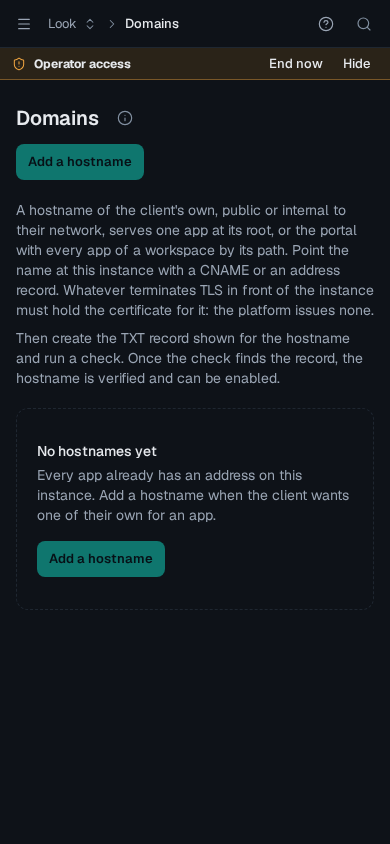 Look
Domains
Operator access
End now
Hide
Domains
Add a hostname
A hostname of the client's own, public or internal to
their network, serves one app at its root, or the portal
with every app of a workspace by its path. Point the
name at this instance with a CNAME or an address
record. Whatever terminates TLS in front of the instance
must hold the certificate for it: the platform issues none.
Then create the TXT record shown for the hostname
and run a check. Once the check finds the record, the
hostname is verified and can be enabled.
No hostnames yet
Every app already has an address on this
instance. Add a hostname when the client wants
one of their own for an app.
Add a hostname